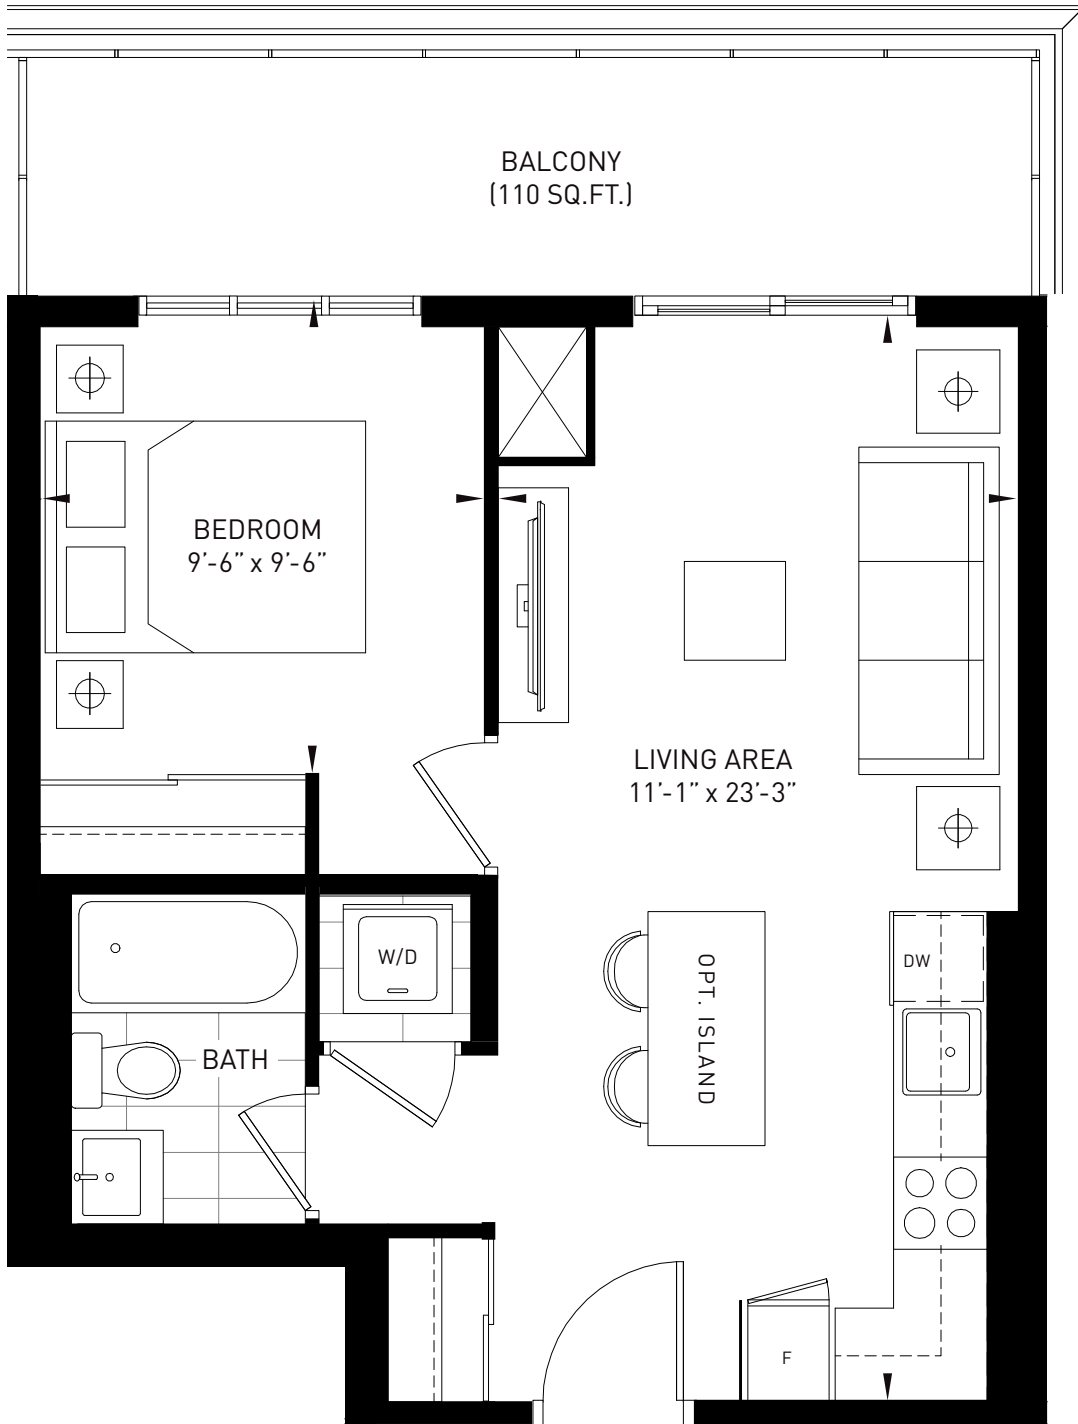 BALCONY
(110 SQ.FT.)
BEDROOM
9’-6” x 9’-6”
LIVING AREA
11’-1” x 23’-3”
W/D
OPT. ISLAND
DW
BATH
F